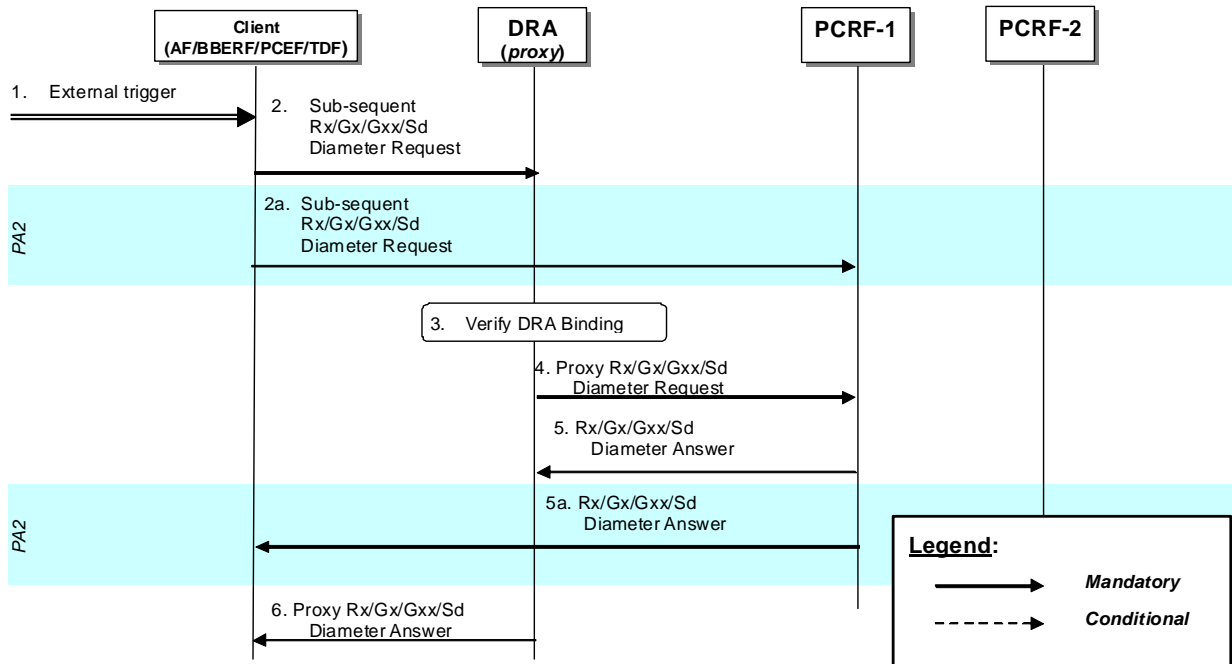 Client
(AF/BBERF/PCEF/TDF)
DRA
(proxy)
PCRF-1
PCRF-2
1. External trigger
2. Sub-sequent
Rx/Gx/Gxx/Sd
Diameter Request
PA2
2a. Sub-sequent
Rx/Gx/Gxx/Sd
Diameter Request
3. Verify DRA Binding
4. Proxy Rx/Gx/Gxx/Sd
Diameter Request
5. Rx/Gx/Gxx/Sd
Diameter Answer
PA2
5a. Rx/Gx/Gxx/Sd
Diameter Answer
6. Proxy Rx/Gx/Gxx/Sd
Diameter Answer
Legend:
Mandatory
Conditional